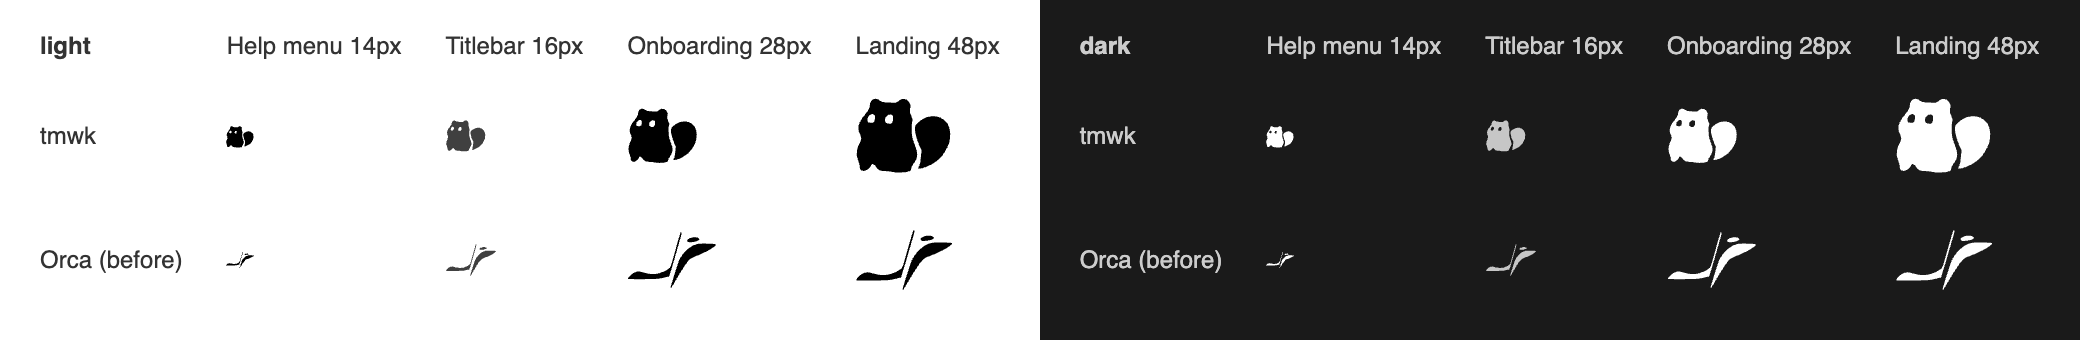 light Help menu 14px Titlebar 16px Onboarding 28px Landing 48px
tmwk
Orca (before)
dark Help menu 14px Titlebar 16px Onboarding 28px Landing 48px
tmwk
Orca (before)